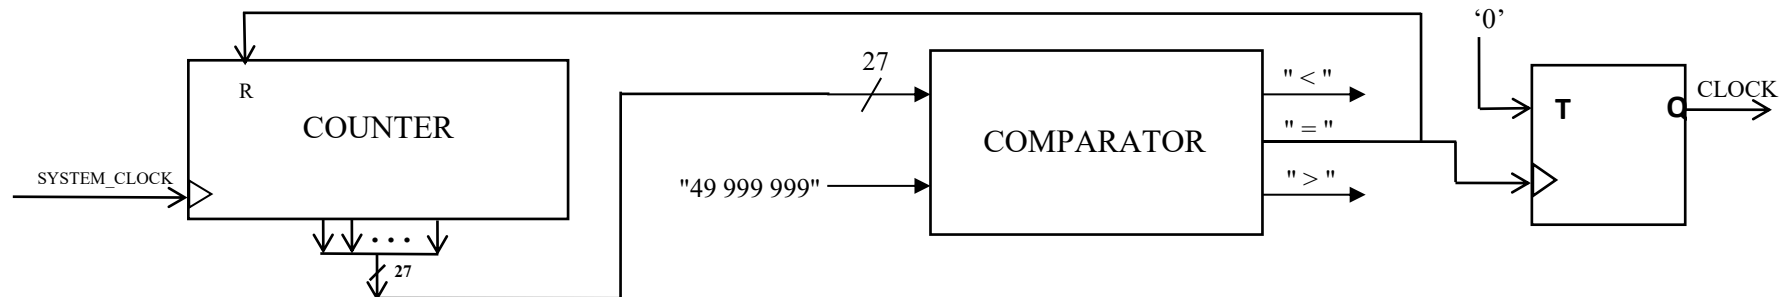 ‘0’
27
" < "
R
CLOCK
T
Q
COUNTER
" = "
COMPARATOR
SYSTEM_CLOCK
"49 999 999"
" > "
. . .
27